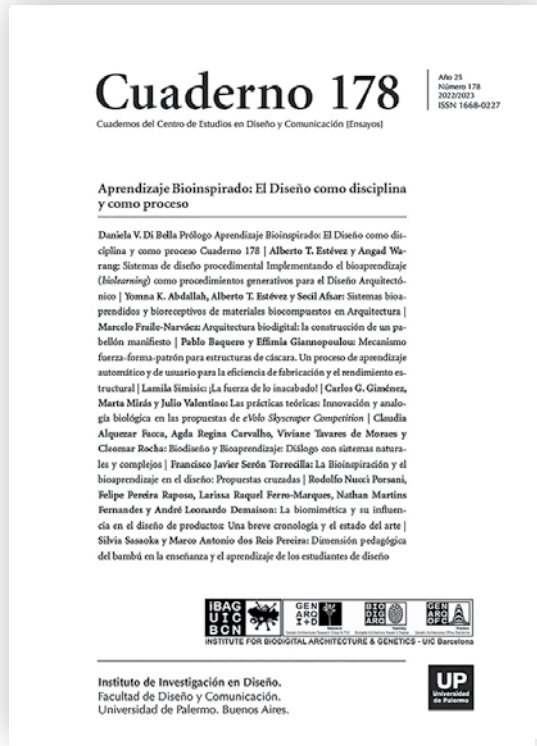 Cuaderno 178
Año 25
Número 178
2022/2023
ISSN 1668-0227
Cuadernos del Centro de Estudios en Diseño y Comunicación [Ensayos]
Aprendizaje Bioinspirado: El Diseño como disciplina
y como proceso
Daniela V. Di Bella Prólogo Aprendizaje Bioinspirado: El Diseño como dis-
ciplina y como proceso Cuaderno 178 | Alberto T. Estévez y Angad Wa-
rang: Sistemas de diseño procedimental Implementando el bioaprendizaje
(biolearning) como procedimientos generativos para el Diseño Arquitectó-
nico | Yomna K. Abdallah, Alberto T. Estévez y Secil Afsar: Sistemas bioa-
prendidos y bioreceptivos de materiales biocompuestos en Arquitectura |
Marcelo Fraile-Narváez: Arquitectura biodigital: la construcción de un pa-
bellón manifiesto | Pablo Baquero y Effimia Giannopoulou: Mecanismo
fuerza-forma-patrón para estructuras de cáscara. Un proceso de aprendizaje
automático y de usuario para la eficiencia de fabricación y el rendimiento es-
tructural | Lamila Simisic: ¡La fuerza de lo inacabado! | Carlos G. Giménez,
Marta Mirás y Julio Valentino: Las prácticas teóricas: Innovación y analo-
gía biológica en las propuestas de eVolo Skyscraper Competition | Claudia
Alquezar Facca, Agda Regina Carvalho, Viviane Tavares de Moraes y
Cleomar Rocha: Biodiseño y Bioaprendizaje: Diálogo con sistemas natura-
les y complejos | Francisco Javier Serón Torrecilla: La Bioinspiración y el
bioaprendizaje en el diseño: Propuestas cruzadas | Rodolfo Nucci Porsani,
Felipe Pereira Raposo, Larissa Raquel Ferro-Marques, Nathan Martins
Fernandes y André Leonardo Demaison: La biomimética y su influen-
cia en el diseño de productos: Una breve cronología y el estado del arte |
Silvia Sasaoka y Marco Antonio dos Reis Pereira: Dimensión pedagógica
del bambú en la enseñanza y el aprendizaje de los estudiantes de diseño
iBAG
UIC
BCN
GEN
ARQ
I+D
BIO
DIG
ARQ
GEN
ARQ
OFC
INSTITUTE FOR BIODIGITAL ARCHITECTURE & GENETICS - UIC Barcelona
Instituto de Investigación en Diseño.
Facultad de Diseño y Comunicación.
Universidad de Palermo. Buenos Aires.
UP
Universidad
de Palermo